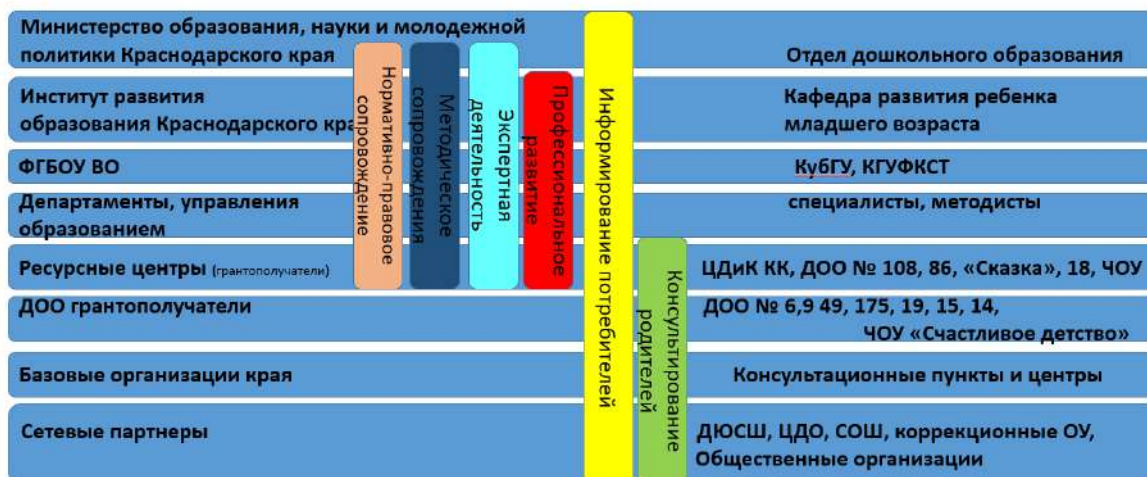 Министерство образования, науки и молодежной
политики Краснодарского края
Отдел дошкольного образования
Институт развития
образования Краснодарского кра
Кафедра развития ребенка
младшего возраста
ФГБОУ ВО
КубГУ, КГУФКСТ
Департаменты, управления
образованием
специалисты, методисты
Ресурсные центры (грантополучатели)
ЦДиК КК, ДОО № 108, 86, «Сказка», 18, ЧОУ
ДОО грантополучатели
ДОО № 6,9 49, 175, 19, 15, 14,
ЧОУ «Счастливое детство»
Базовые организации края
Консультационные пункты и центры
Сетевые партнеры
ДЮСШ, ЦДО, СОШ, коррекционные ОУ,
Общественные организации
Нормативно-правовое
сопровождение
Методическое
сопровождения
Экспертная
деятельность
Профессиональное
развитие
Информирование потребителей
Консультирование
родителей